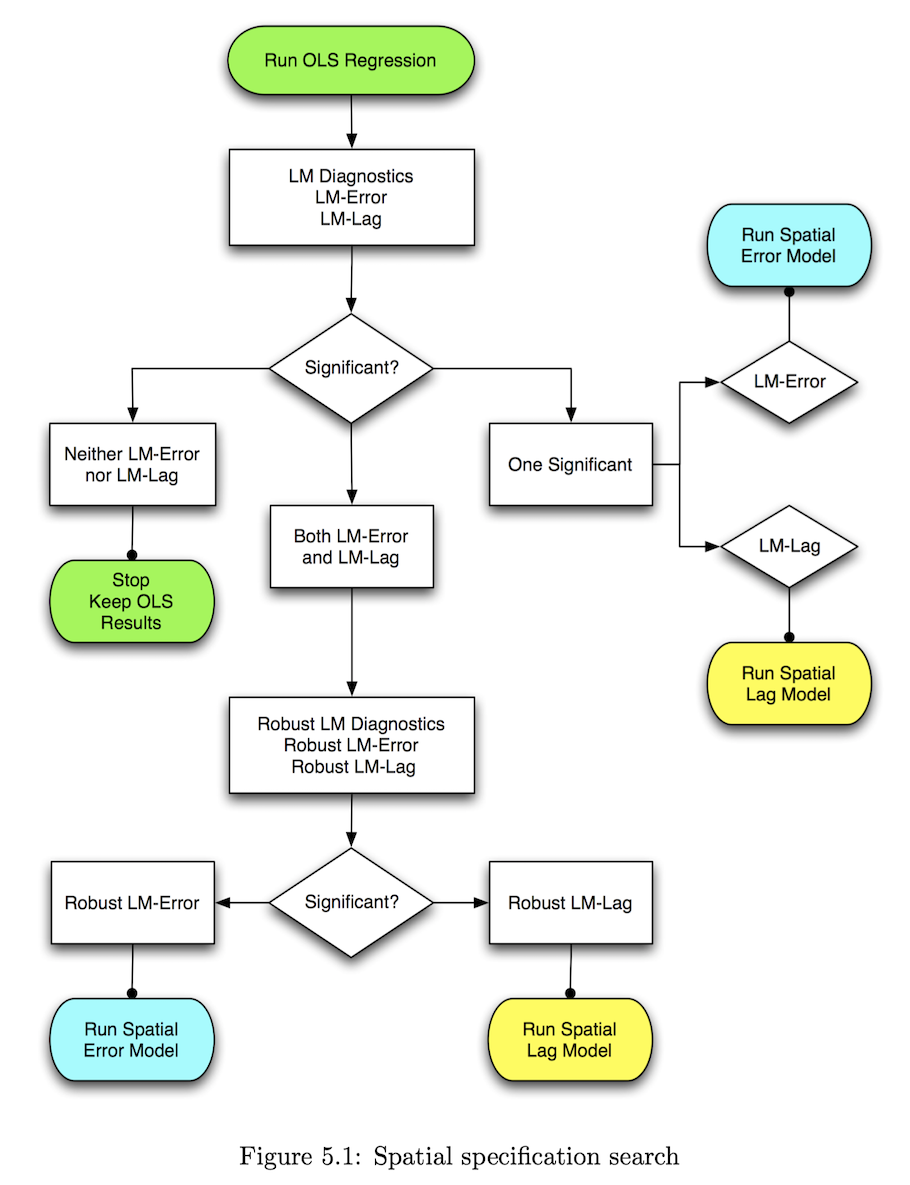 Run OLS Regression
LM Diagnostics
LM-Error
LM-Lag
Run Spatial
Error Model
Significant?
LM-Error
Neither LM-Error
nor LM-Lag
One Significant
Both LM-Error
and LM-Lag
LM-Lag
Stop
Keep OLS
Results
Run Spatial
Lag Model
Robust LM Diagnostics
Robust LM-Error
Robust LM-Lag
Robust LM-Error
Significant?
Robust LM-Lag
Run Spatial
Error Model
Run Spatial
Lag Model
Figure 5.1: Spatial specification search